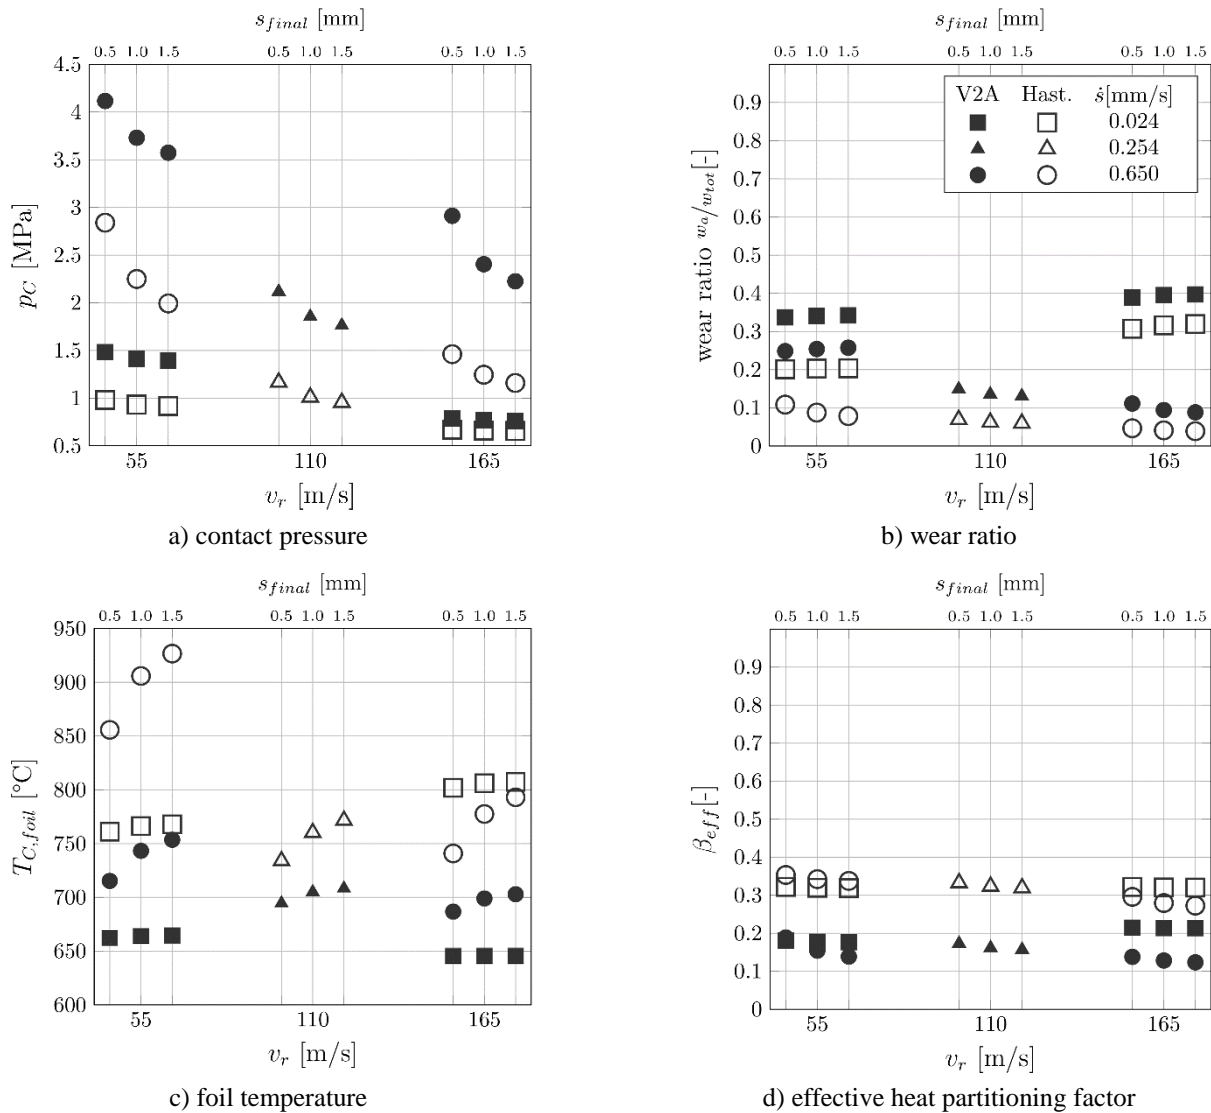 s_final [mm]
0.5 1.0 1.5 0.5 1.0 1.5 0.5 1.0 1.5
4.5
4
3.5
3
2.5
2
1.5
1
0.5
p_C [MPa]
55 110 165
v_r [m/s]
a) contact pressure
s_final [mm]
0.5 1.0 1.5 0.5 1.0 1.5 0.5 1.0 1.5
0.9
0.8
0.7
0.6
0.5
0.4
0.3
0.2
0.1
0
wear ratio w_a/w_tot [-]
V2A Hast. ṡ[mm/s]
0.024
0.254
0.650
55 110 165
v_r [m/s]
b) wear ratio
s_final [mm]
0.5 1.0 1.5 0.5 1.0 1.5 0.5 1.0 1.5
950
900
850
800
750
700
650
600
T_C,foil [°C]
55 110 165
v_r [m/s]
c) foil temperature
s_final [mm]
0.5 1.0 1.5 0.5 1.0 1.5 0.5 1.0 1.5
0.9
0.8
0.7
0.6
0.5
0.4
0.3
0.2
0.1
0
β_eff[-]
55 110 165
v_r [m/s]
d) effective heat partitioning factor